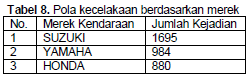 Tabel 8. Pola kecelakaan berdasarkan merek
No. Merek Kendaraan Jumlah Kejadian
1 SUZUKI 1695
2 YAMAHA 984
3 HONDA 880